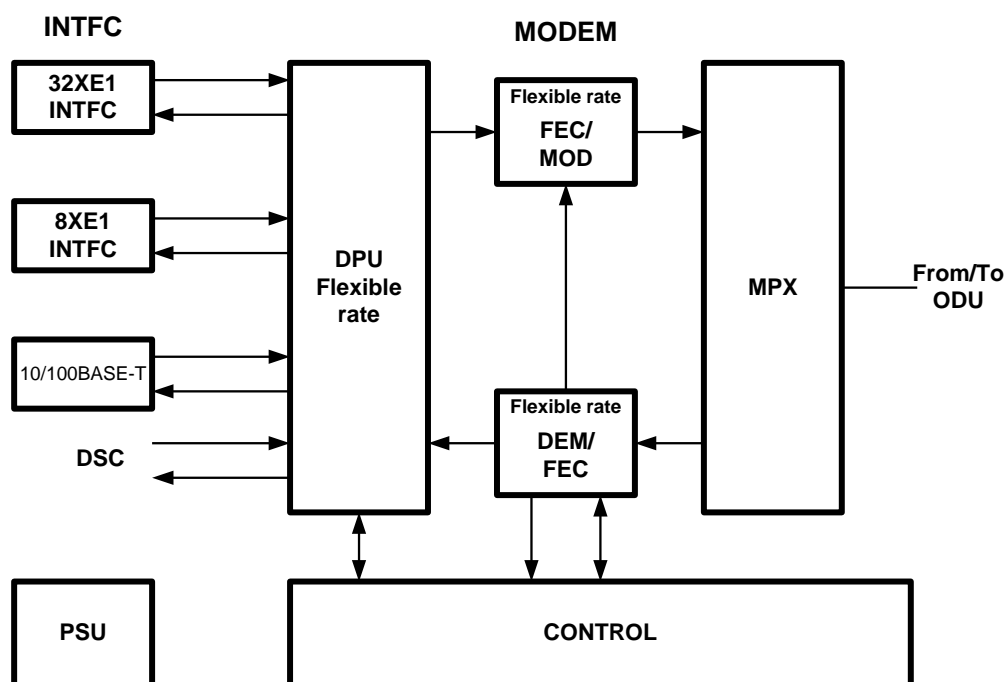 INTFC
MODEM
32XE1
INTFC
8XE1
INTFC
10/100BASE-T
DSC
DPU
Flexible
rate
Flexible rate
FEC/
MOD
Flexible rate
DEM/
FEC
MPX
From/To
ODU
PSU
CONTROL